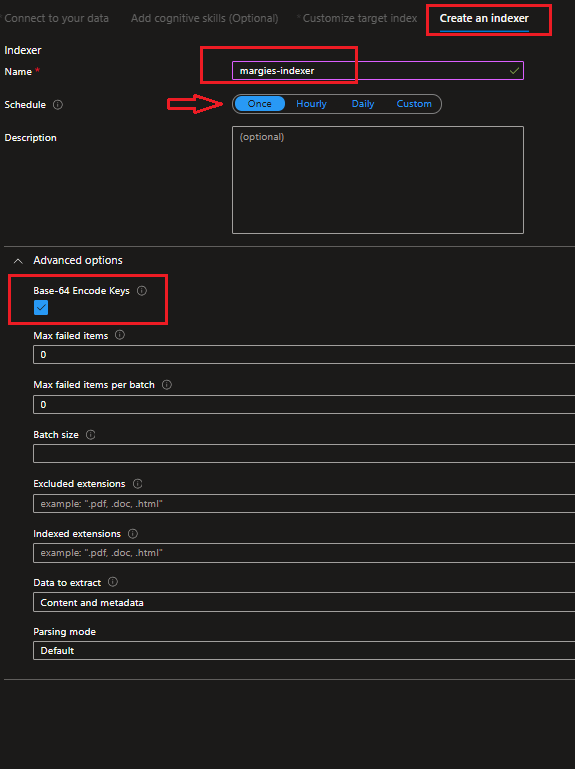 Connect to your data Add cognitive skills (Optional) * Customize target index Create an indexer
Indexer
Name * margies-indexer
Schedule Once Hourly Daily Custom
Description (optional)
Advanced options
Base-64 Encode Keys
Max failed items
0
Max failed items per batch
0
Batch size
Excluded extensions
example: ".pdf, .doc, .html"
Indexed extensions
example: ".pdf, .doc, .html"
Data to extract
Content and metadata
Parsing mode
Default